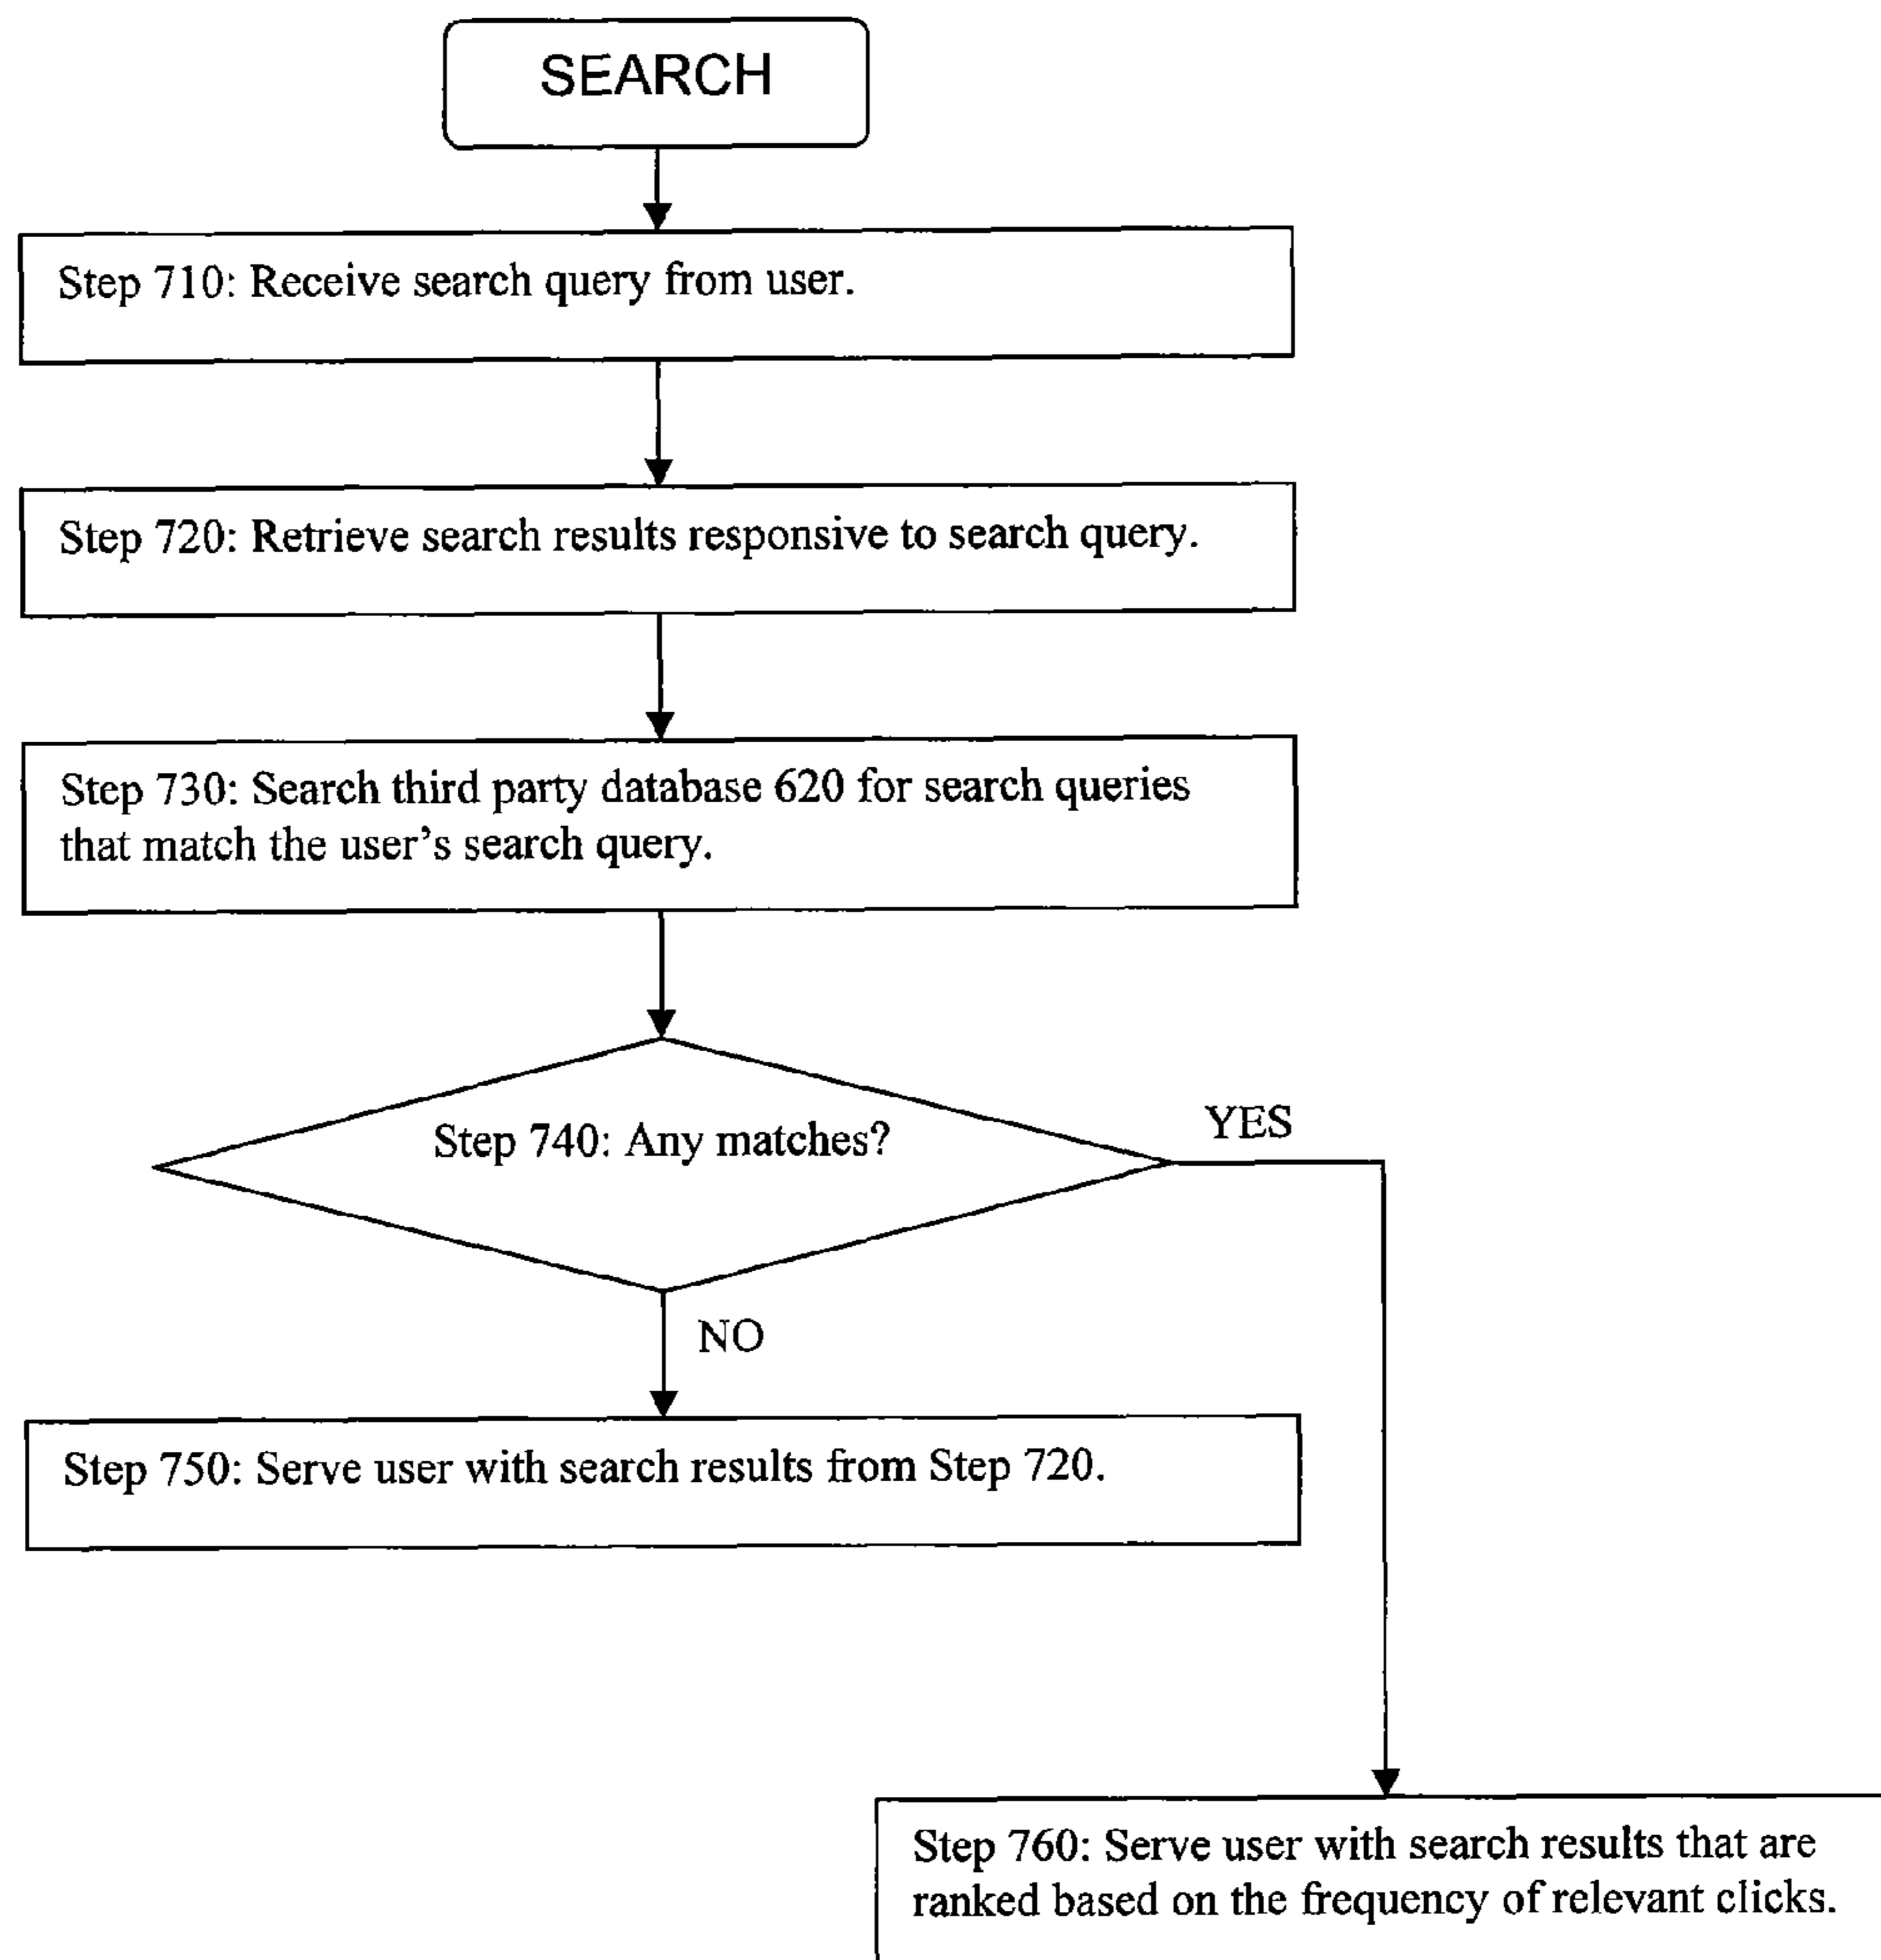 SEARCH
Step 710: Receive search query from user.
Step 720: Retrieve search results responsive to search query.
Step 730: Search third party database 620 for search queries
that match the user’s search query.
Step 740: Any matches?
YES
NO
Step 750: Serve user with search results from Step 720.
Step 760: Serve user with search results that are
ranked based on the frequency of relevant clicks.